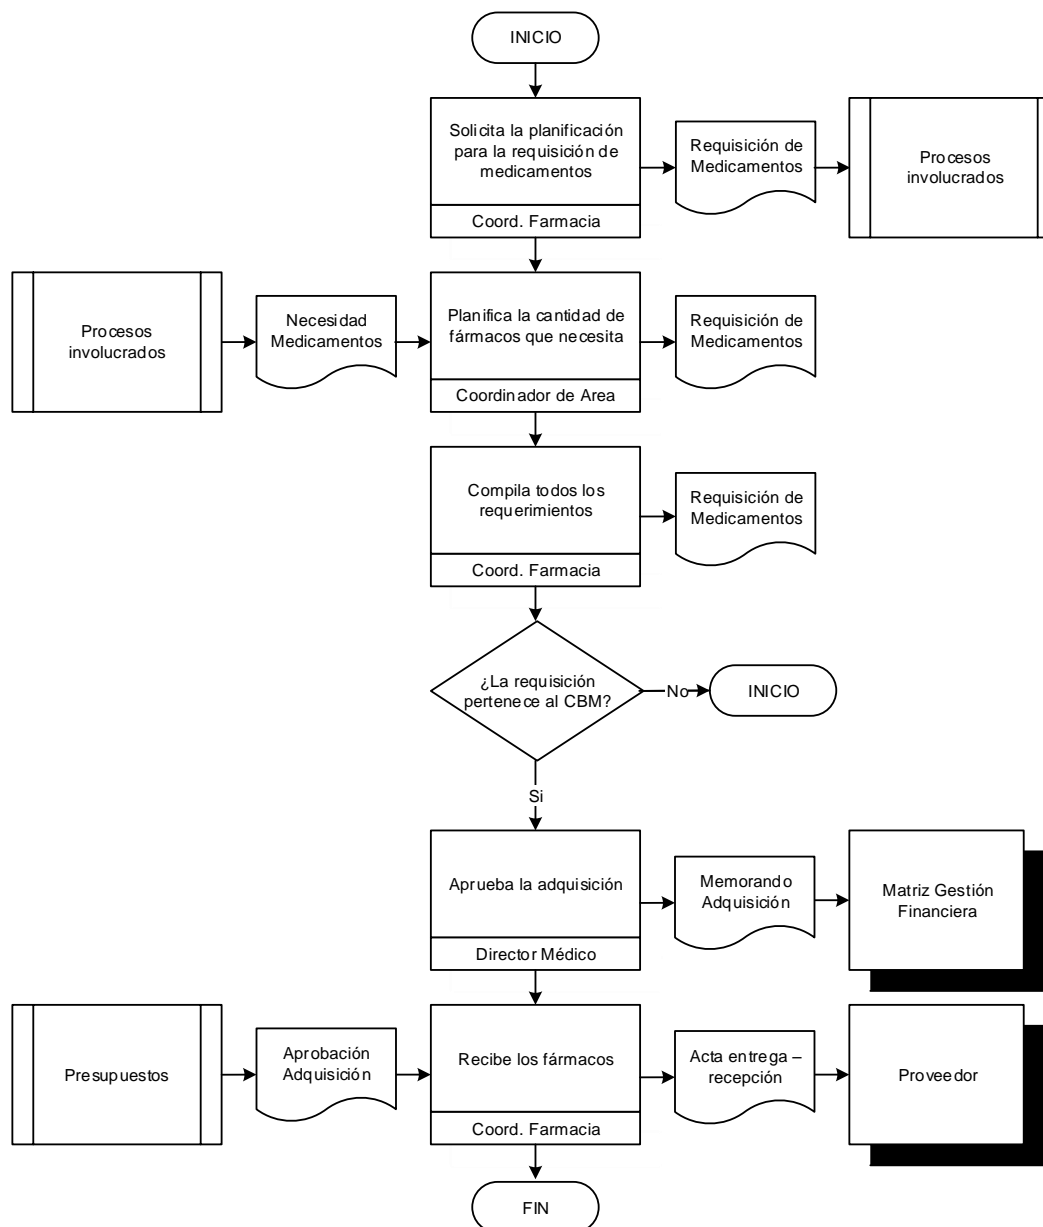 INICIO
Solicita la planificación
para la requisición de
medicamentos
Coord. Farmacia
Requisición de
Medicamentos
Procesos
involucrados
Procesos
involucrados
Necesidad
Medicamentos
Planifica la cantidad de
fármacos que necesita
Coordinador de Area
Requisición de
Medicamentos
Compila todos los
requerimientos
Coord. Farmacia
Requisición de
Medicamentos
¿La requisición
pertenece al CBM?
No
INICIO
Si
Aprueba la adquisición
Director Médico
Memorando
Adquisición
Matriz Gestión
Financiera
Presupuestos
Aprobación
Adquisición
Recibe los fármacos
Coord. Farmacia
Acta entrega –
recepción
Proveedor
FIN